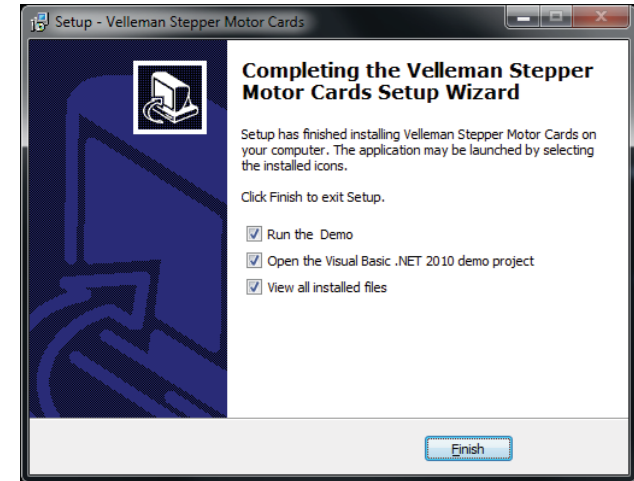 Setup - Velleman Stepper Motor Cards
Completing the Velleman Stepper
Motor Cards Setup Wizard
Setup has finished installing Velleman Stepper Motor Cards on
your computer. The application may be launched by selecting
the installed icons.
Click Finish to exit Setup.
Run the Demo
Open the Visual Basic .NET 2010 demo project
View all installed files
Finish